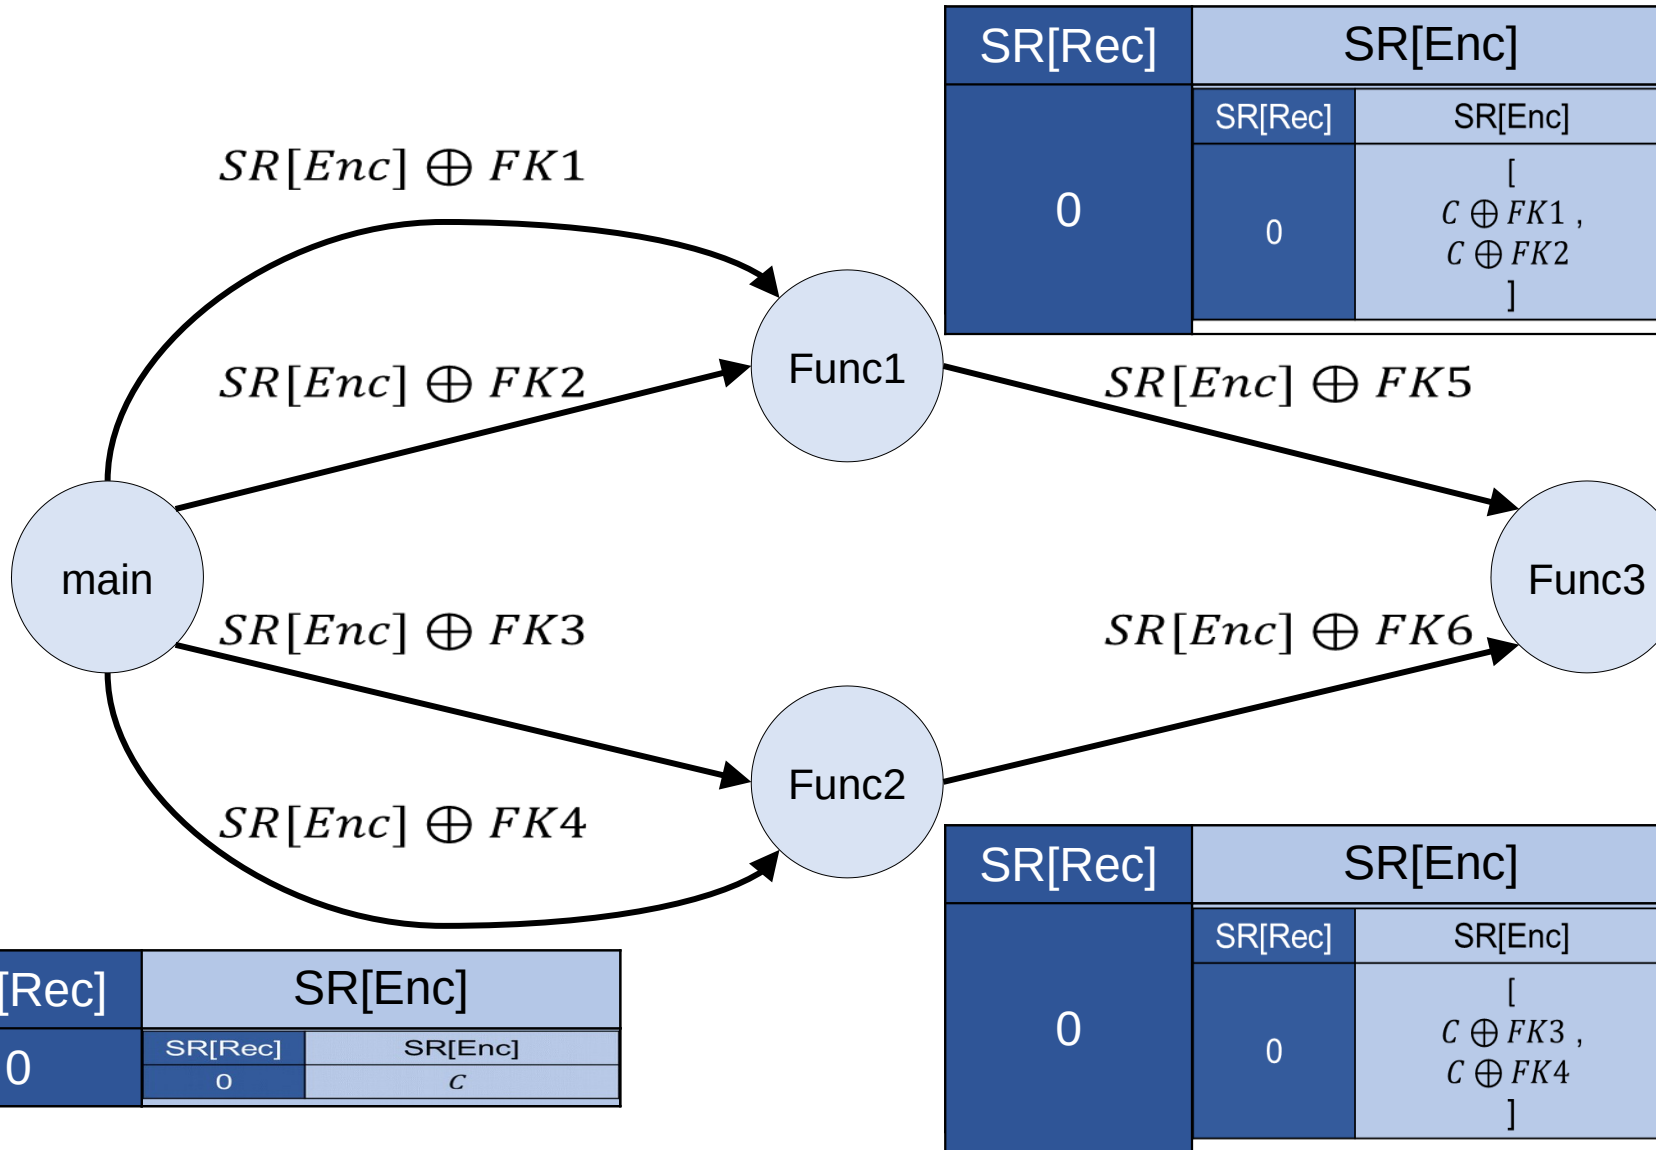 SR[Rec] SR[Enc]
SR[Rec] SR[Enc]
0
0
[
C ⊕ FK1 ,
C ⊕ FK2
]
SR[Enc] ⊕ FK1
SR[Enc] ⊕ FK2
Func1
SR[Enc] ⊕ FK5
main
Func3
SR[Enc] ⊕ FK3
SR[Enc] ⊕ FK6
Func2
SR[Enc] ⊕ FK4
SR[Rec] SR[Enc]
SR[Rec] SR[Enc]
0
0
[
C ⊕ FK3 ,
C ⊕ FK4
]
[Rec] SR[Enc]
SR[Rec] SR[Enc]
0
0 C